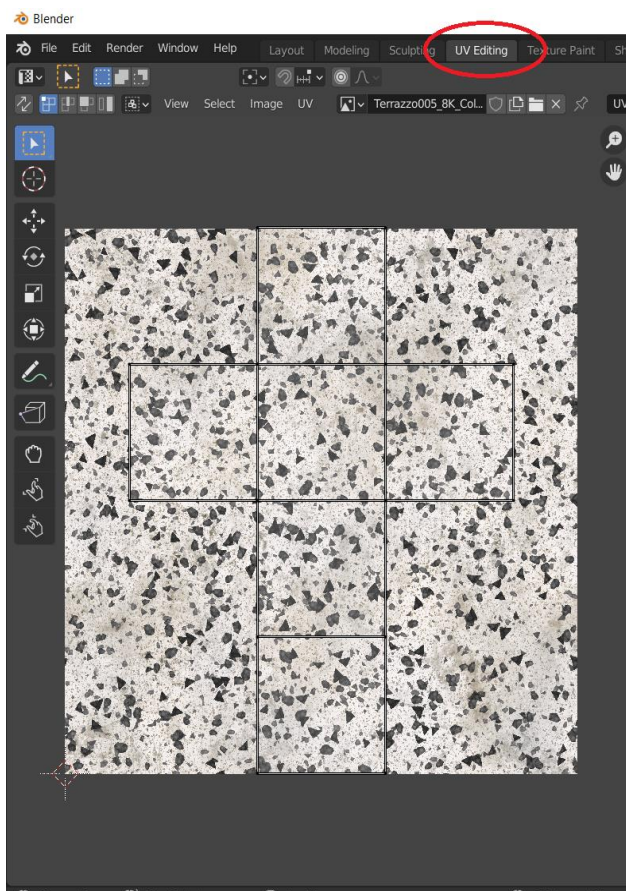 Blender
File Edit Render Window Help Layout Modeling Sculpting UV Editing Texture Paint
View Select Image UV Terrazzo005_8K_Col... UV